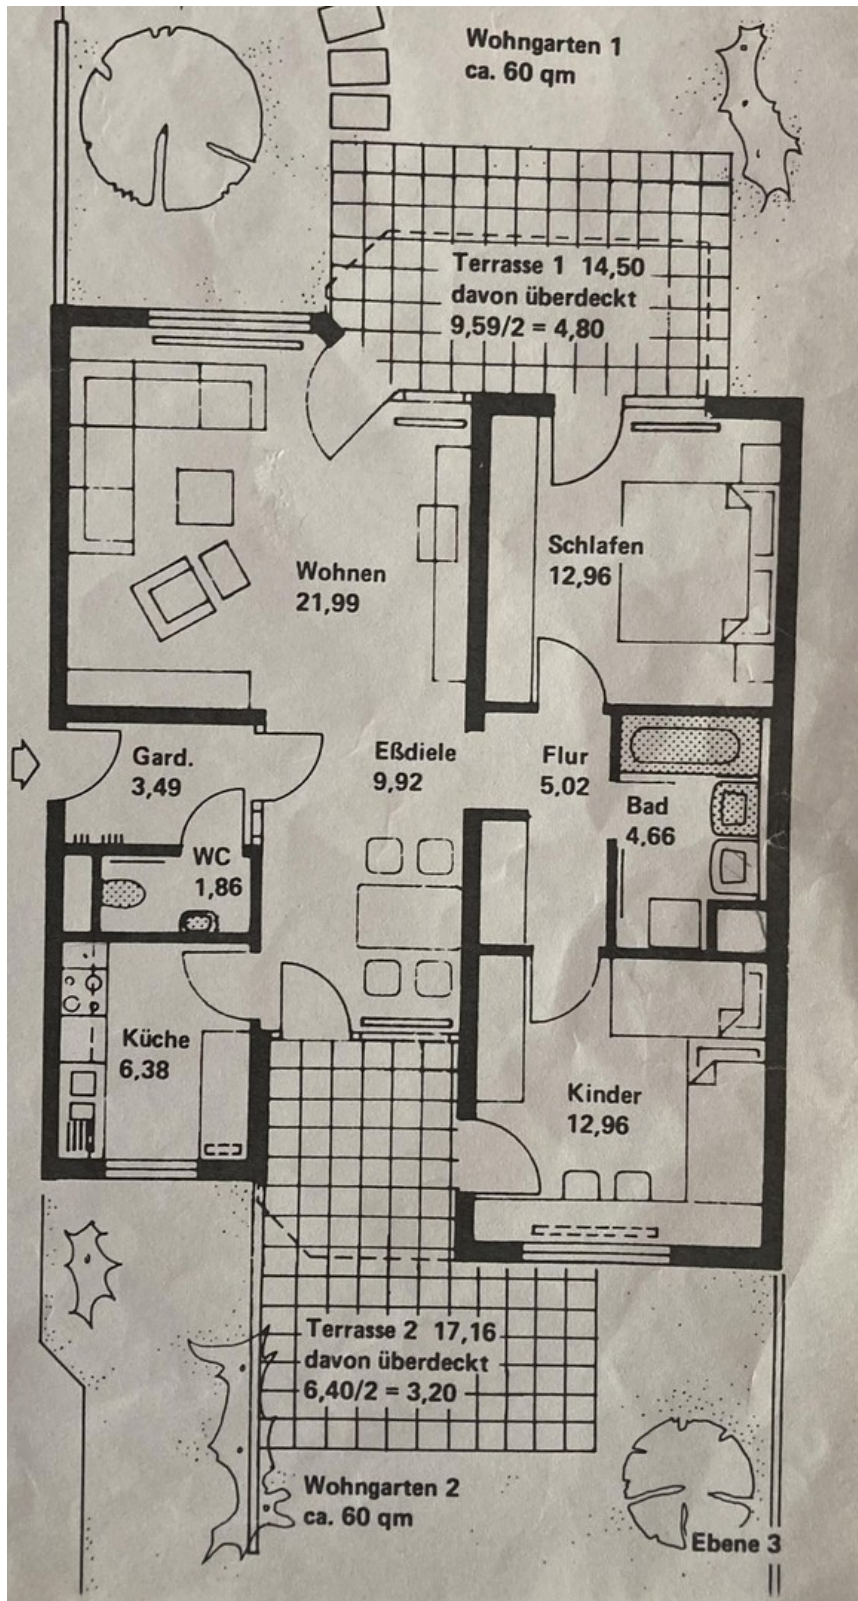 Wohngarten 1
ca. 60 qm
Terrasse 1 14,50
davon überdeckt
9,59/2 = 4,80
Schlafen
12,96
Wohnen
21,99
Gard.
3,49
Eßdiele
9,92
Flur
5,02
Bad
4,66
WC
1,86
Küche
6,38
Kinder
12,96
Terrasse 2 17,16
davon überdeckt
6,40/2 = 3,20
Wohngarten 2
ca. 60 qm
Ebene 3